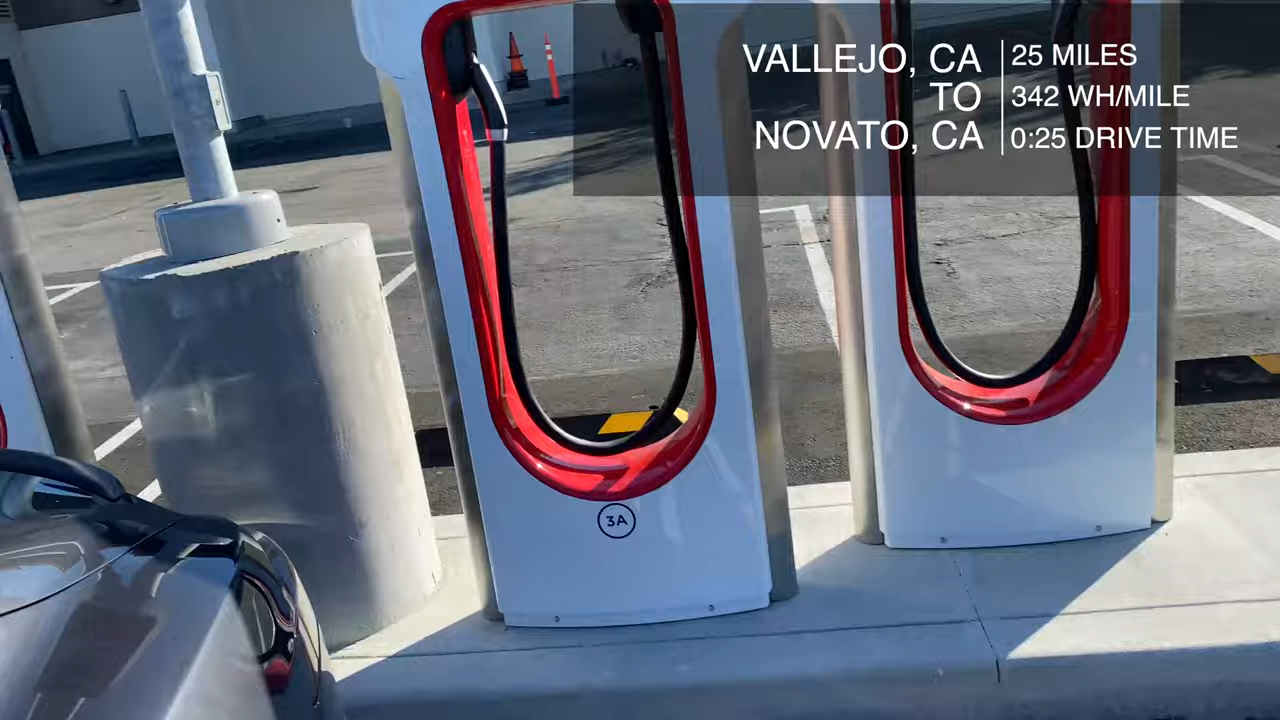 VALLEJO, CA
TO
NOVATO, CA
25 MILES
342 WH/MILE
0:25 DRIVE TIME
3A